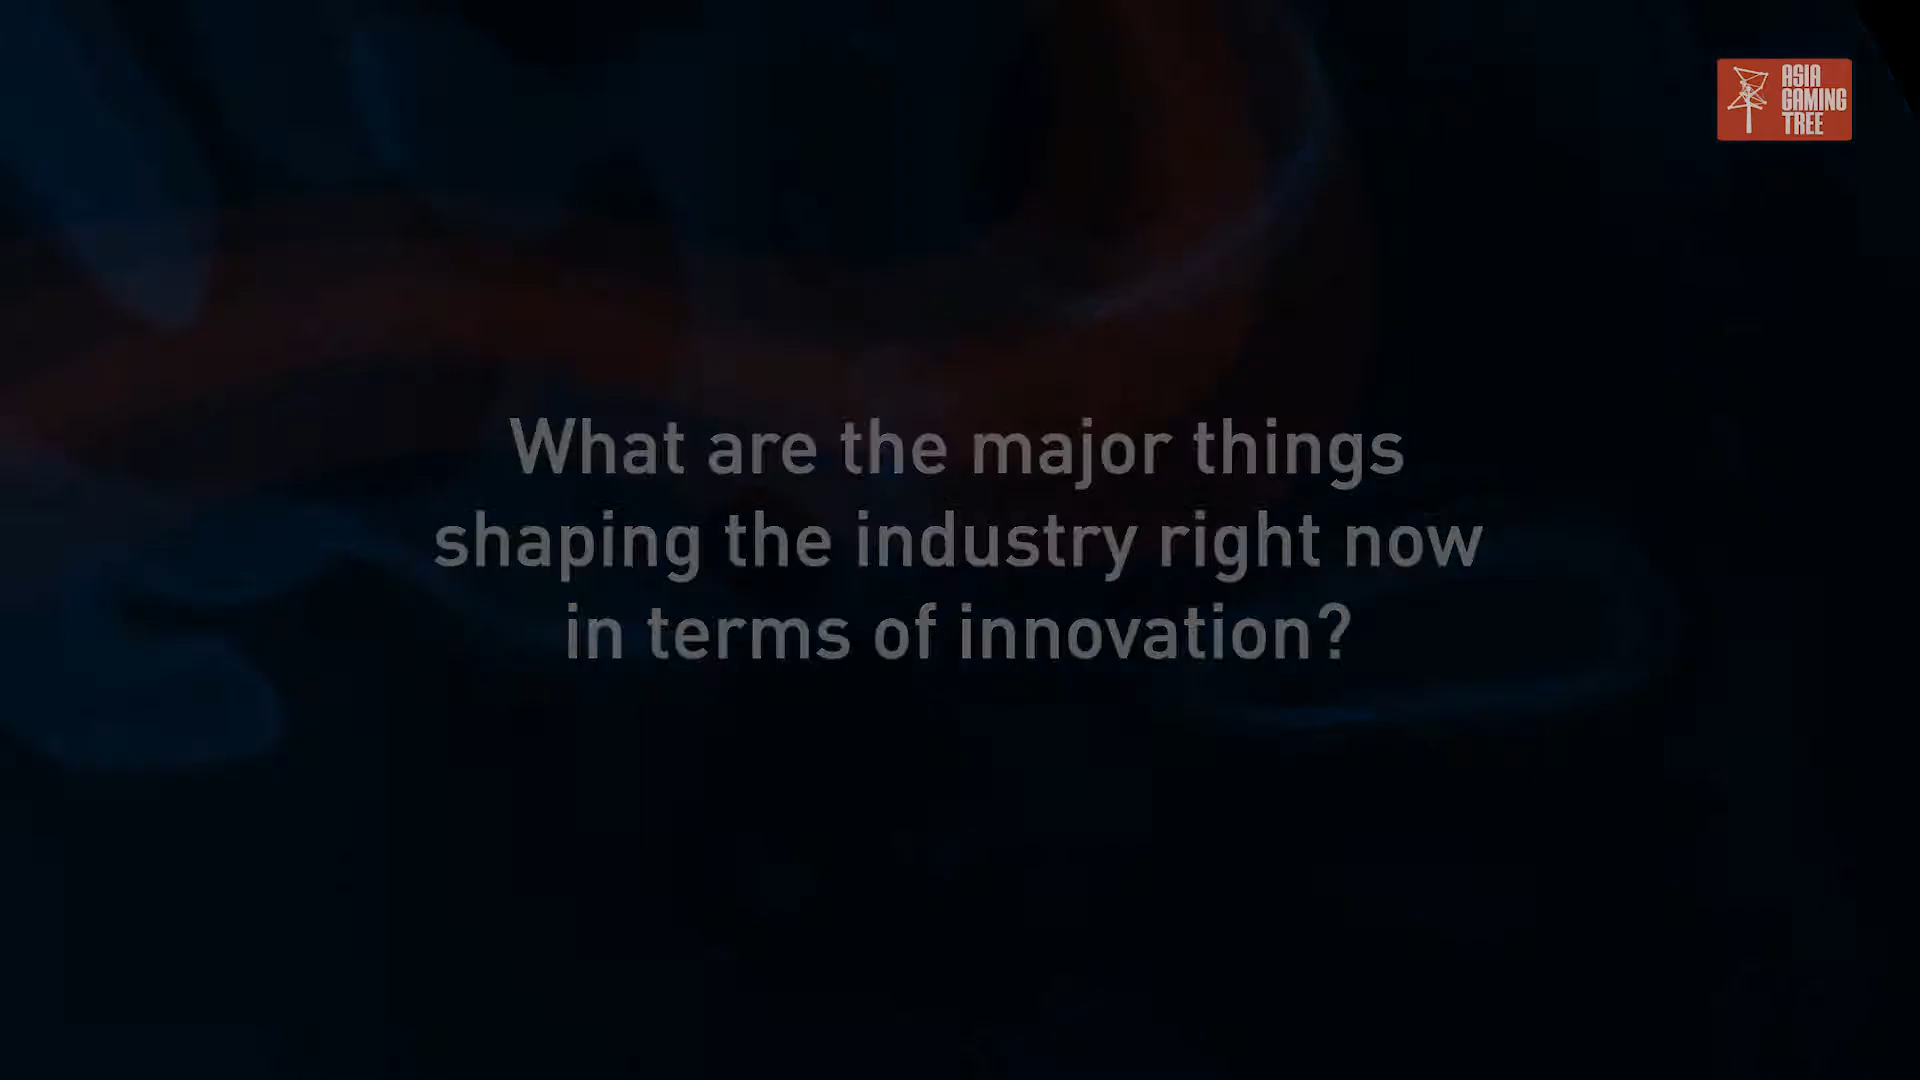 ASIA
GAMING
TREE
What are the major things
shaping the industry right now
in terms of innovation?